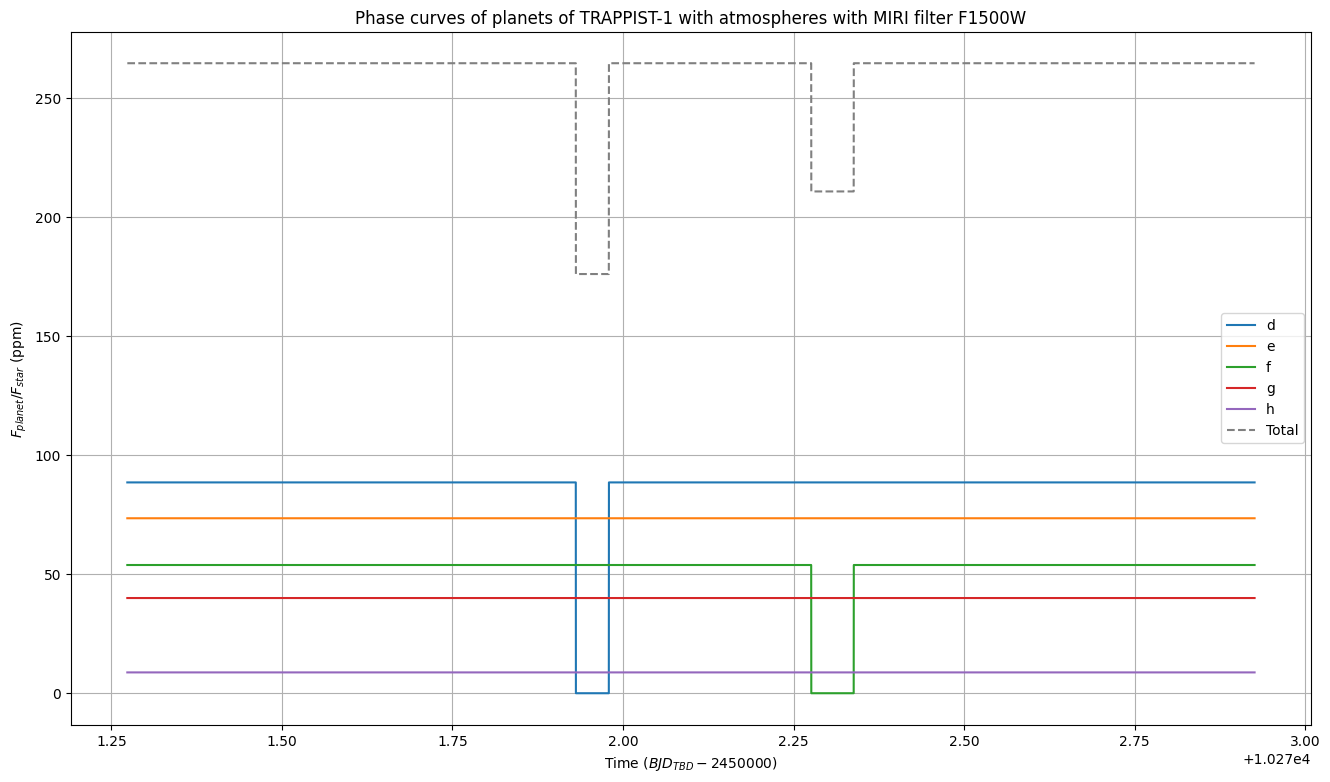 Phase curves of planets of TRAPPIST-1 with atmospheres with MIRI filter F1500W
F_planet/F_star (ppm)
250
200
150
100
50
0
d
e
f
g
h
Total
1.25 1.50 1.75 2.00 2.25 2.50 2.75 3.00
+1.027e4
Time (BJD_TBD − 2450000)